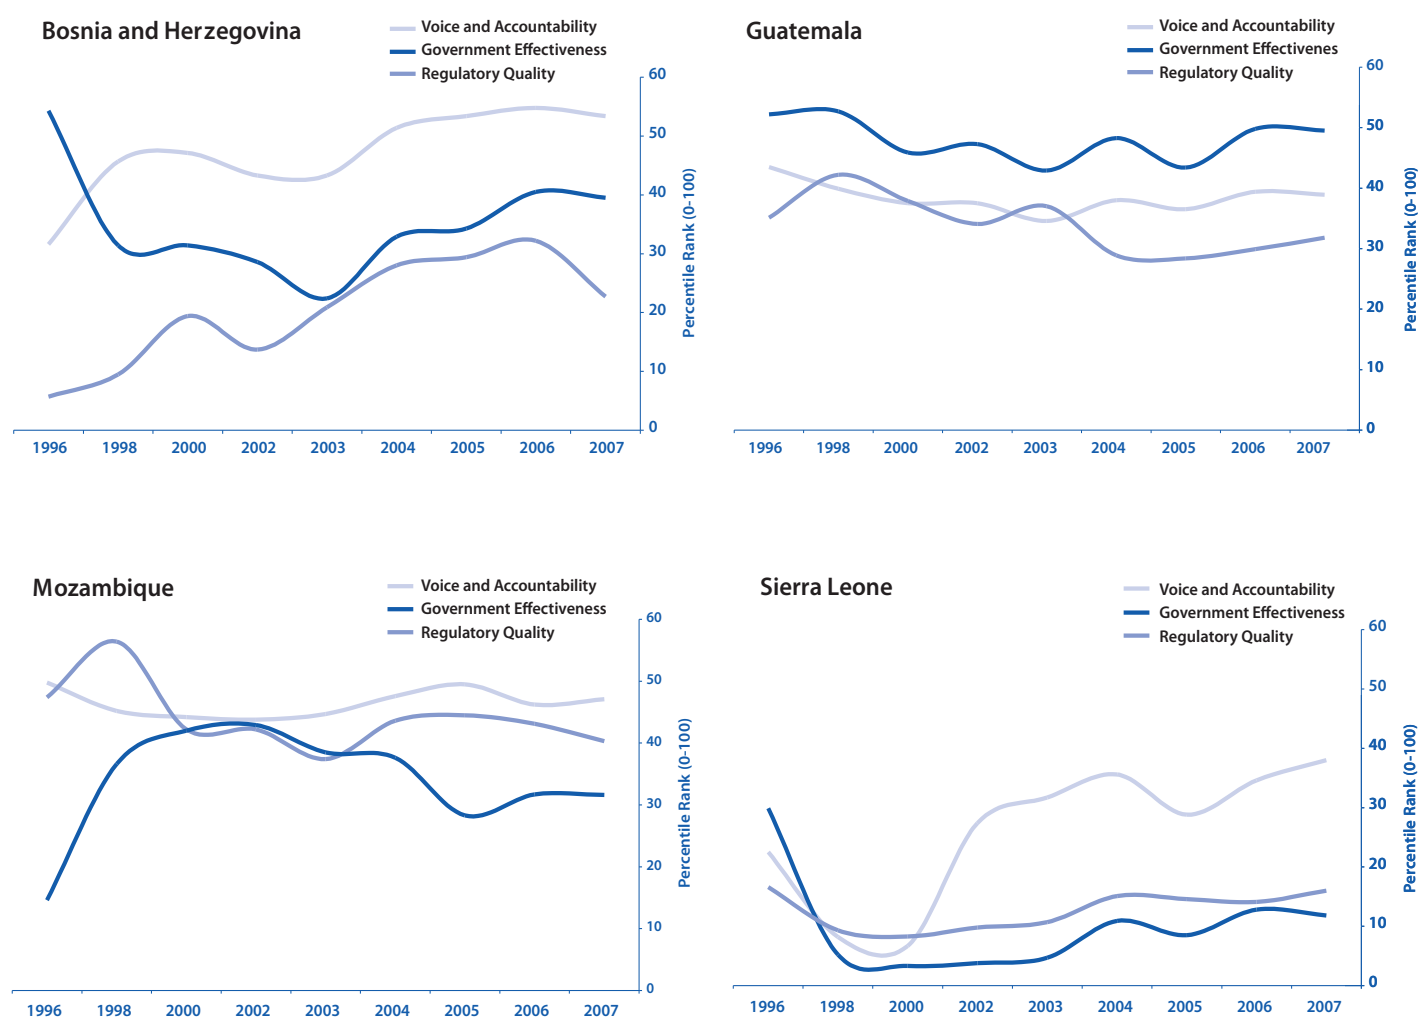 Bosnia and Herzegovina
Voice and Accountability
Government Effectiveness
Regulatory Quality
60
50
40
30
20
10
0
Percentile Rank (0-100)
1996 1998 2000 2002 2003 2004 2005 2006 2007
Guatemala
Voice and Accountability
Government Effectivenes
Regulatory Quality
60
50
40
30
20
10
0
Percentile Rank (0-100)
1996 1998 2000 2002 2003 2004 2005 2006 2007
Mozambique
Voice and Accountability
Government Effectiveness
Regulatory Quality
60
50
40
30
20
10
0
Percentile Rank (0-100)
1996 1998 2000 2002 2003 2004 2005 2006 2007
Sierra Leone
Voice and Accountability
Government Effectiveness
Regulatory Quality
60
50
40
30
20
10
0
Percentile Rank (0-100)
1996 1998 2000 2002 2003 2004 2005 2006 2007